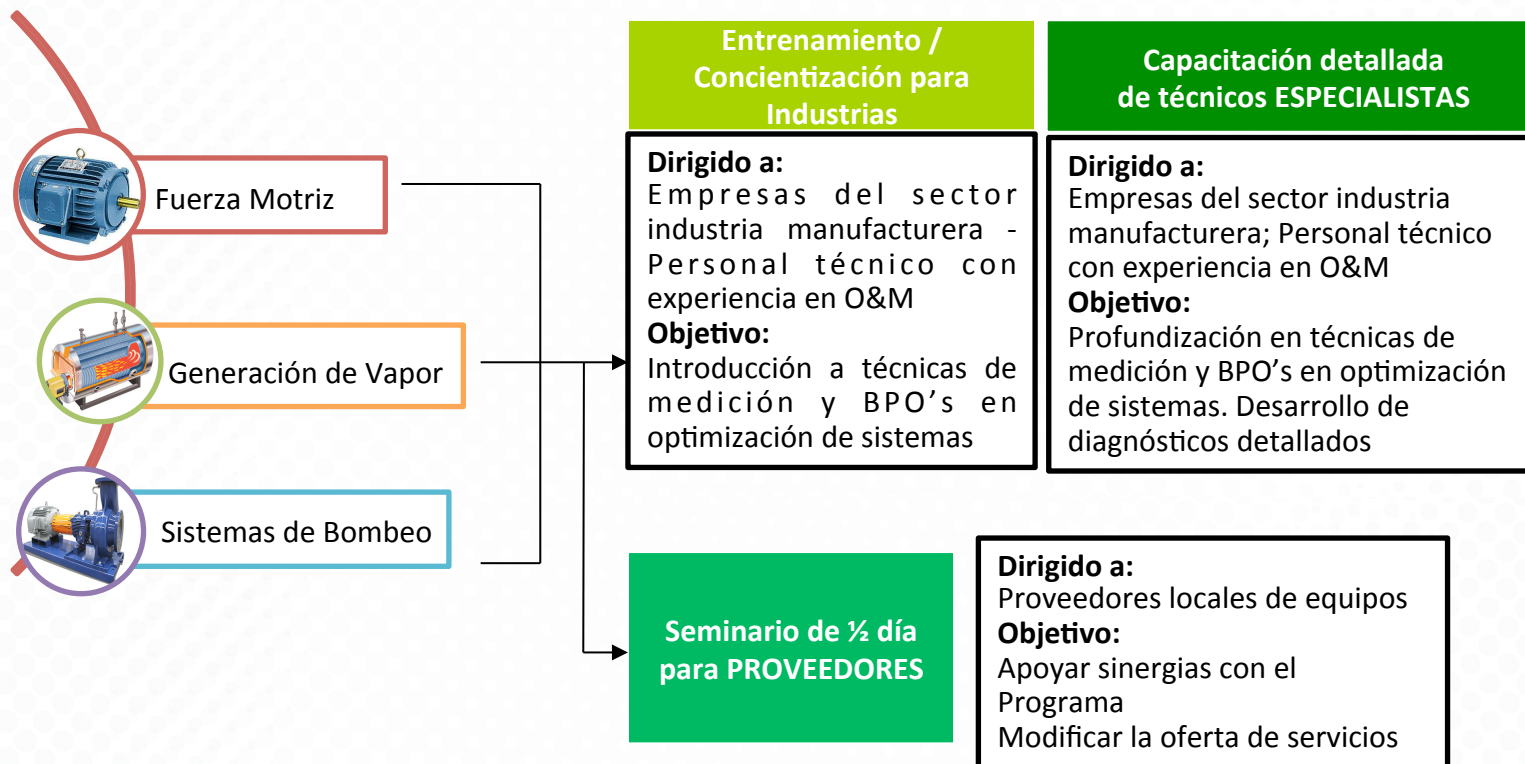 Fuerza Motriz
Generación de Vapor
Sistemas de Bombeo
Entrenamiento /
Concientización para
Industrias
Dirigido a:
Empresas del sector
industria manufacturera -
Personal técnico con
experiencia en O&M
Objetivo:
Introducción a técnicas de
medición y BPO’s en
optimización de sistemas
Capacitación detallada
de técnicos ESPECIALISTAS
Dirigido a:
Empresas del sector industria
manufacturera; Personal técnico
con experiencia en O&M
Objetivo:
Profundización en técnicas de
medición y BPO’s en optimización
de sistemas. Desarrollo de
diagnósticos detallados
Seminario de ½ día
para PROVEEDORES
Dirigido a:
Proveedores locales de equipos
Objetivo:
Apoyar sinergias con el
Programa
Modificar la oferta de servicios